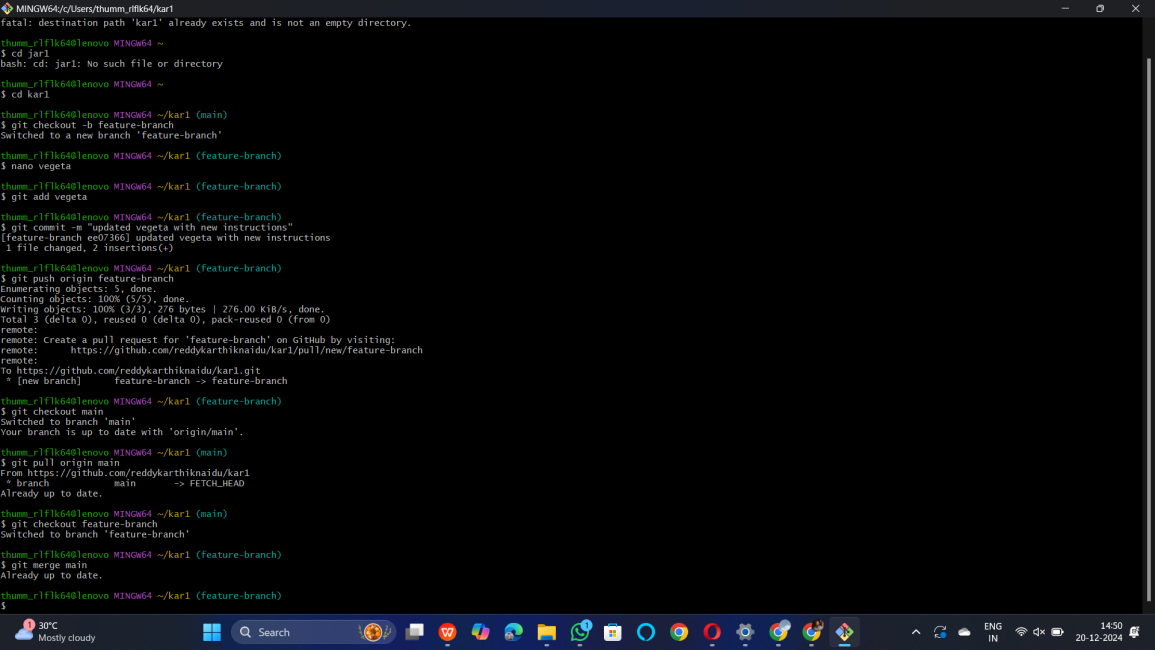 MINGW64:/c/Users/thumm_rlflk64/kar1
fatal: destination path 'kar1' already exists and is not an empty directory.
thumm_rlflk64@lenovo MINGW64 ~
$ cd jar1
bash: cd: jar1: No such file or directory
thumm_rlflk64@lenovo MINGW64 ~
$ cd kar1
thumm_rlflk64@lenovo MINGW64 ~/kar1 (main)
$ git checkout -b feature-branch
Switched to a new branch 'feature-branch'
thumm_rlflk64@lenovo MINGW64 ~/kar1 (feature-branch)
$ nano vegeta
thumm_rlflk64@lenovo MINGW64 ~/kar1 (feature-branch)
$ git add vegeta
thumm_rlflk64@lenovo MINGW64 ~/kar1 (feature-branch)
$ git commit -m "updated vegeta with new instructions"
[feature-branch ee07366] updated vegeta with new instructions
1 file changed, 2 insertions(+)
thumm_rlflk64@lenovo MINGW64 ~/kar1 (feature-branch)
$ git push origin feature-branch
Enumerating objects: 5, done.
Counting objects: 100% (5/5), done.
Writing objects: 100% (3/3), 276 bytes | 276.00 KiB/s, done.
Total 3 (delta 0), reused 0 (delta 0), pack-reused 0 (from 0)
remote:
remote: Create a pull request for 'feature-branch' on GitHub by visiting:
remote:      https://github.com/reddykarthiknaidu/kar1/pull/new/feature-branch
remote:
To https://github.com/reddykarthiknaidu/kar1.git
* [new branch]      feature-branch -> feature-branch
thumm_rlflk64@lenovo MINGW64 ~/kar1 (feature-branch)
$ git checkout main
Switched to branch 'main'
Your branch is up to date with 'origin/main'.
thumm_rlflk64@lenovo MINGW64 ~/kar1 (main)
$ git pull origin main
From https://github.com/reddykarthiknaidu/kar1
* branch            main       -> FETCH_HEAD
Already up to date.
thumm_rlflk64@lenovo MINGW64 ~/kar1 (main)
$ git checkout feature-branch
Switched to branch 'feature-branch'
thumm_rlflk64@lenovo MINGW64 ~/kar1 (feature-branch)
$ git merge main
Already up to date.
thumm_rlflk64@lenovo MINGW64 ~/kar1 (feature-branch)
$
1
30°C
Mostly cloudy
Search
1
ENG
IN
14:50
20-12-2024